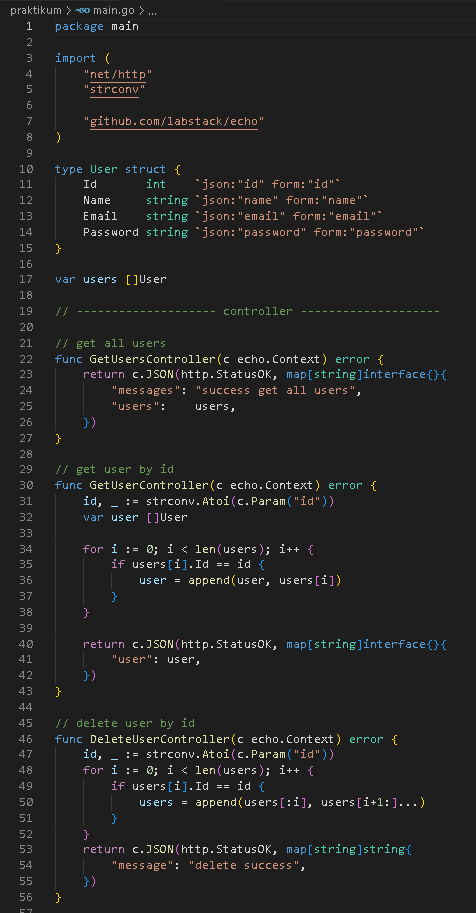 praktikum > main.go > ...
1 package main
2
3 import (
4     "net/http"
5     "strconv"
6
7     "github.com/labstack/echo"
8 )
9
10 type User struct {
11     Id       int    `json:"id" form:"id"`
12     Name     string `json:"name" form:"name"`
13     Email    string `json:"email" form:"email"`
14     Password string `json:"password" form:"password"`
15 }
16
17 var users []User
18
19 // -------------------- controller --------------------
20
21 // get all users
22 func GetUsersController(c echo.Context) error {
23     return c.JSON(http.StatusOK, map[string]interface{}{
24         "messages": "success get all users",
25         "users":    users,
26     })
27 }
28
29 // get user by id
30 func GetUserController(c echo.Context) error {
31     id, _ := strconv.Atoi(c.Param("id"))
32     var user []User
33
34     for i := 0; i < len(users); i++ {
35         if users[i].Id == id {
36             user = append(user, users[i])
37         }
38     }
39
40     return c.JSON(http.StatusOK, map[string]interface{}{
41         "user": user,
42     })
43 }
44
45 // delete user by id
46 func DeleteUserController(c echo.Context) error {
47     id, _ := strconv.Atoi(c.Param("id"))
48     for i := 0; i < len(users); i++ {
49         if users[i].Id == id {
50             users = append(users[:i], users[i+1:]...)
51         }
52     }
53     return c.JSON(http.StatusOK, map[string]string{
54         "message": "delete success",
55     })
56 }
57